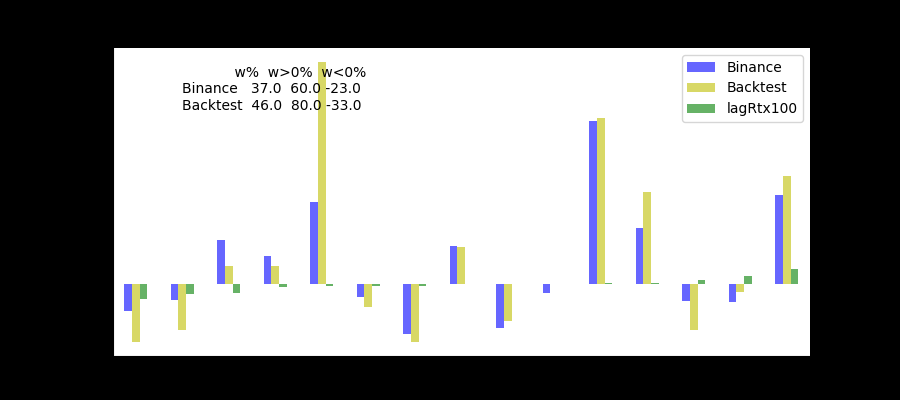 w% w>0% w<0%
Binance 37.0 60.0 -23.0
Backtest 46.0 80.0 -33.0
Binance
Backtest
lagRtx100